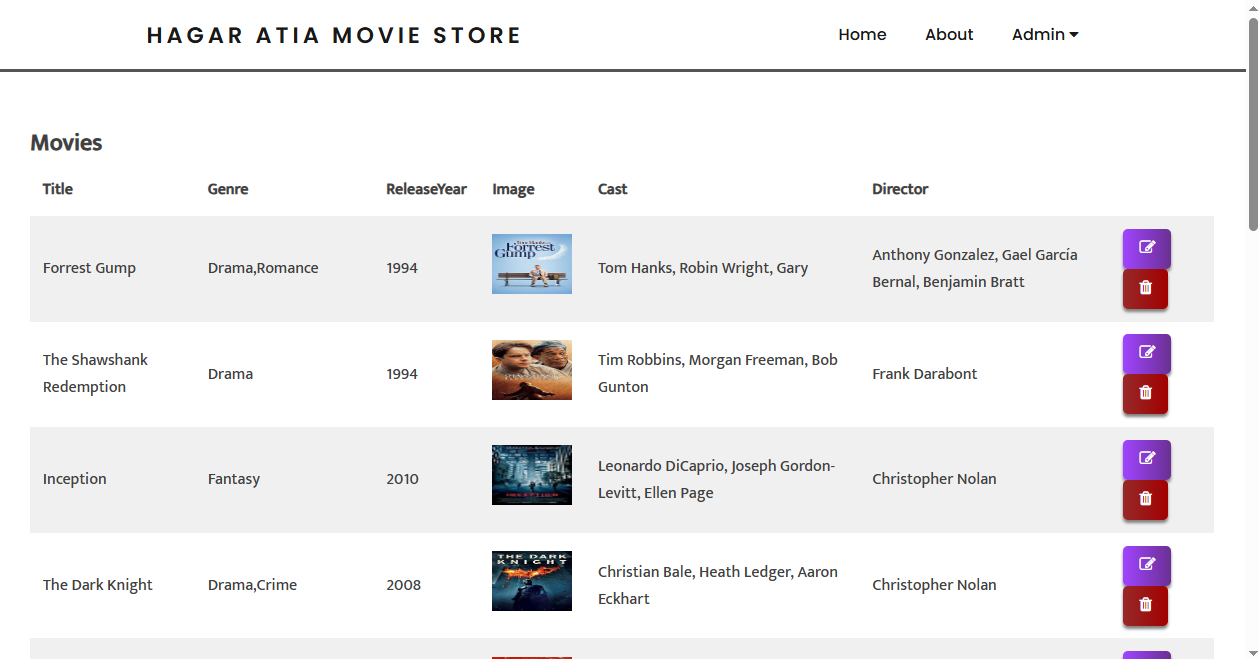 HAGAR ATIA MOVIE STORE
Home About Admin
Movies
Title Genre ReleaseYear Image Cast Director
Forrest Gump Drama,Romance 1994 Tom Hanks, Robin Wright, Gary Anthony Gonzalez, Gael García
Bernal, Benjamin Bratt
Tom Hanks
Forrest
Gump
The Shawshank
Redemption
Drama 1994 Tim Robbins, Morgan Freeman, Bob
Gunton
Frank Darabont
Inception Fantasy 2010 Leonardo DiCaprio, Joseph Gordon-
Levitt, Ellen Page
Christopher Nolan
INCEPTION
The Dark Knight Drama,Crime 2008 Christian Bale, Heath Ledger, Aaron
Eckhart
Christopher Nolan
THE DARK
KNIGHT